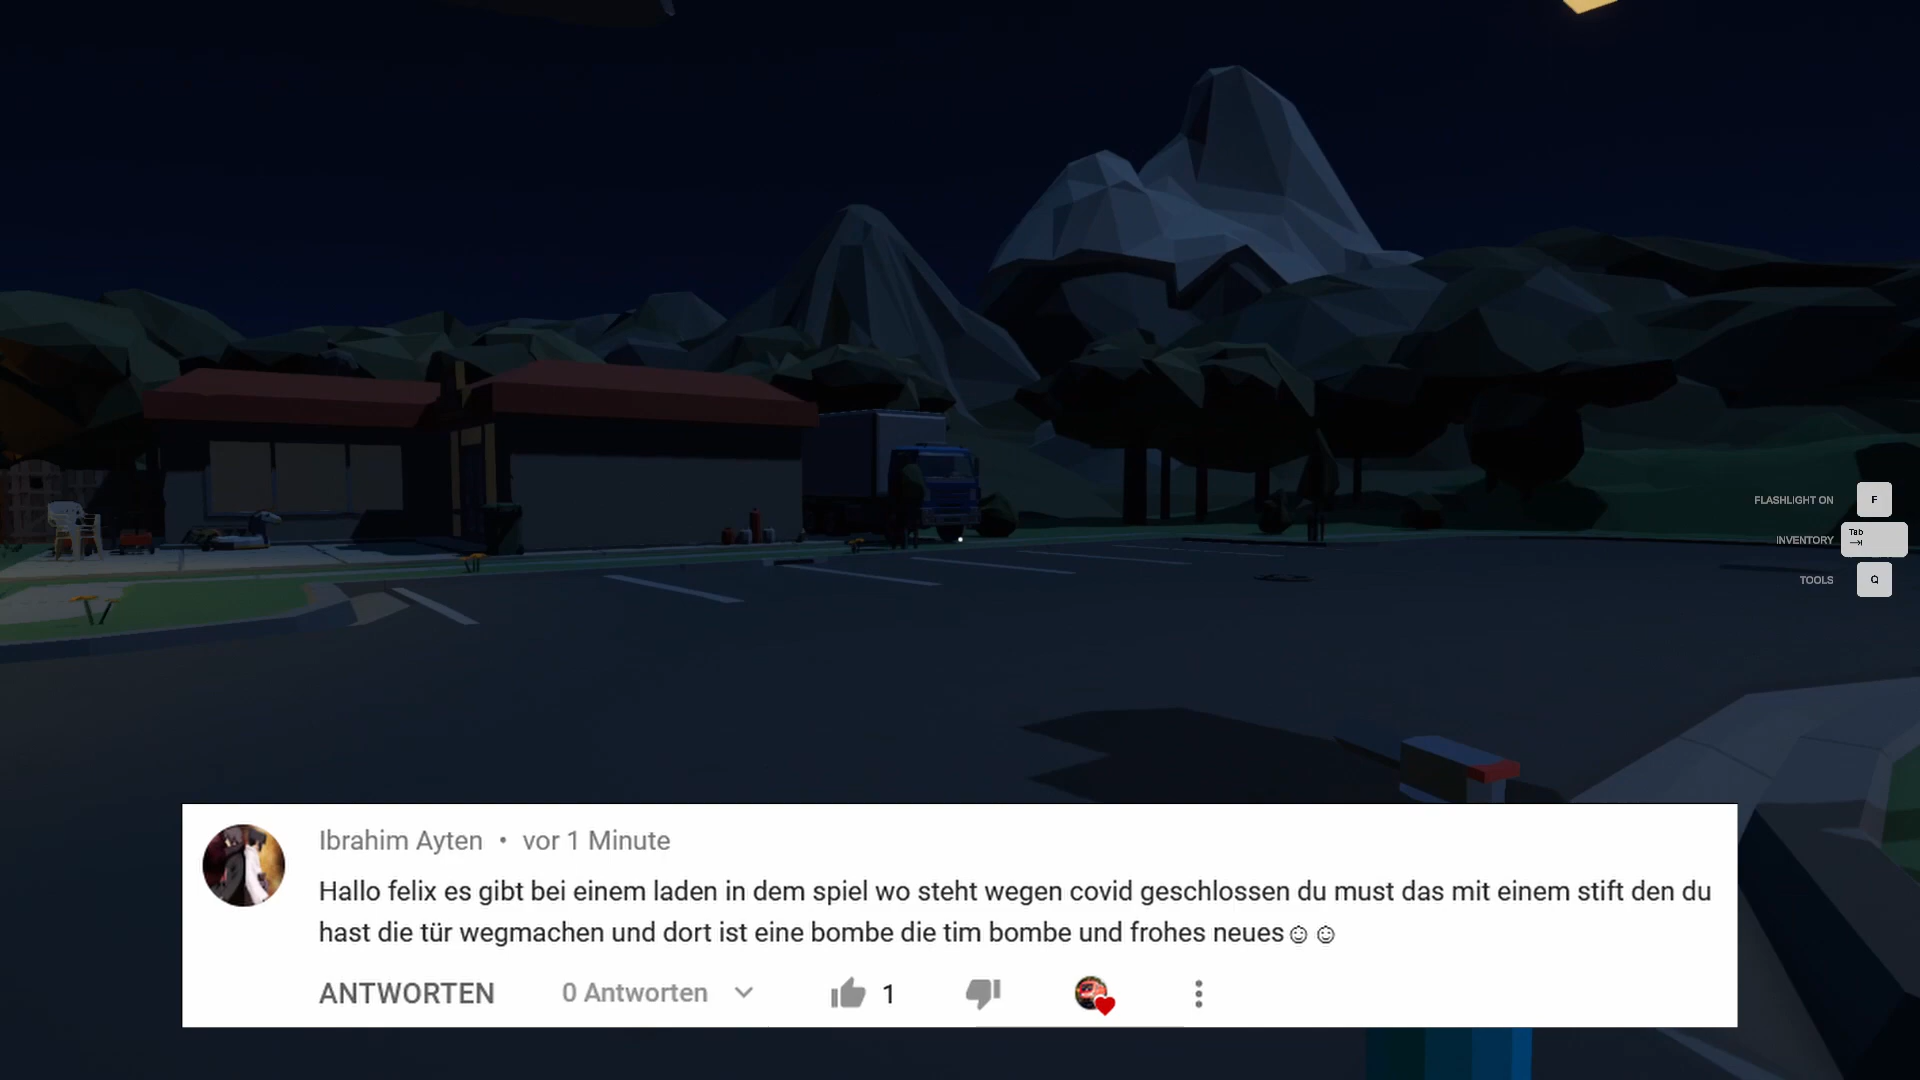 FLASHLIGHT ON F
INVENTORY Tab
TOOLS Q
Ibrahim Ayten • vor 1 Minute
Hallo felix es gibt bei einem laden in dem spiel wo steht wegen covid geschlossen du must das mit einem stift den du
hast die tür wegmachen und dort ist eine bombe die tim bombe und frohes neues☺ ☺
ANTWORTEN 0 Antworten 1